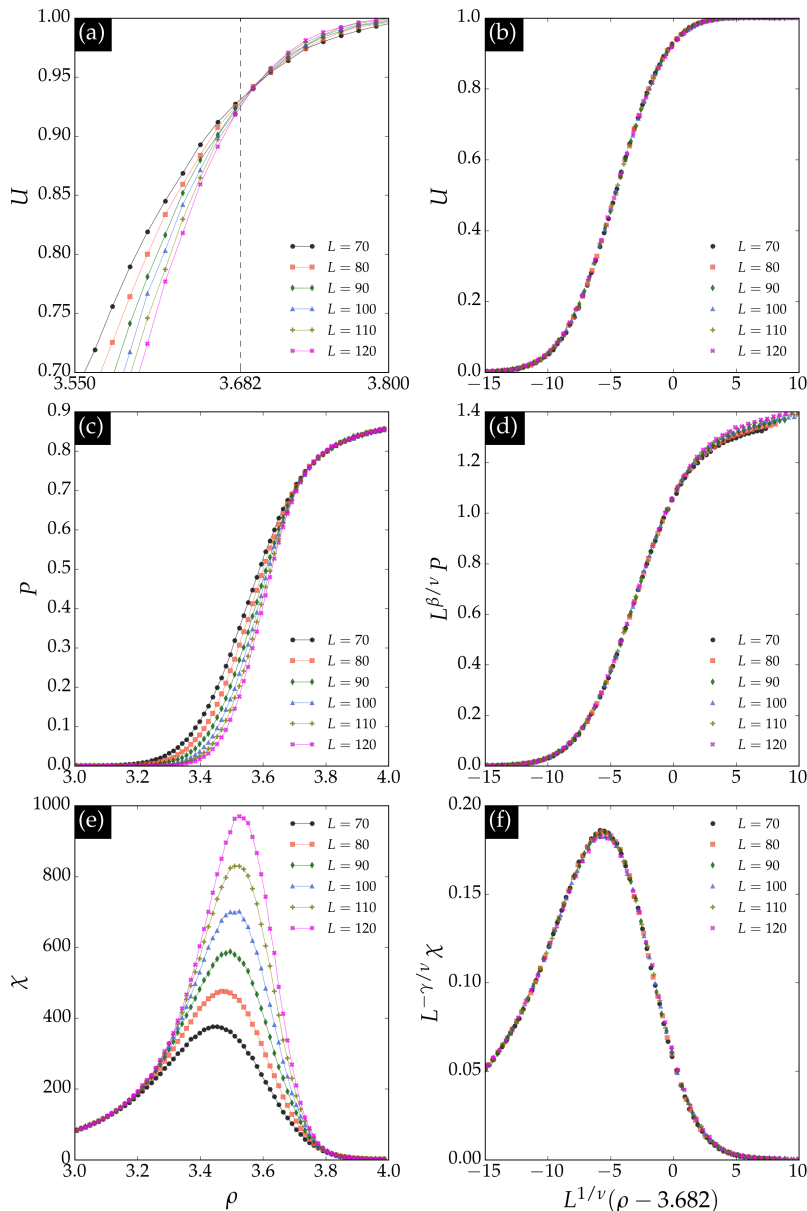 (a)
1.00
0.95
0.90
0.85
0.80
0.75
0.70
U
L = 70
L = 80
L = 90
L = 100
L = 110
L = 120
3.550
3.682
3.800
(b)
1.0
0.8
0.6
0.4
0.2
0.0
U
L = 70
L = 80
L = 90
L = 100
L = 110
L = 120
−15
−10
−5
0
5
10
(c)
0.9
0.8
0.7
0.6
0.5
0.4
0.3
0.2
0.1
0.0
P
L = 70
L = 80
L = 90
L = 100
L = 110
L = 120
3.0
3.2
3.4
3.6
3.8
4.0
(d)
1.4
1.2
1.0
0.8
0.6
0.4
0.2
0.0
L^{β/ν} P
L = 70
L = 80
L = 90
L = 100
L = 110
L = 120
−15
−10
−5
0
5
10
(e)
1000
800
600
400
200
0
χ
L = 70
L = 80
L = 90
L = 100
L = 110
L = 120
3.0
3.2
3.4
3.6
3.8
4.0
ρ
(f)
0.20
0.15
0.10
0.05
0.00
L^{−γ/ν} χ
L = 70
L = 80
L = 90
L = 100
L = 110
L = 120
−15
−10
−5
0
5
10
L^{1/ν}(ρ − 3.682)